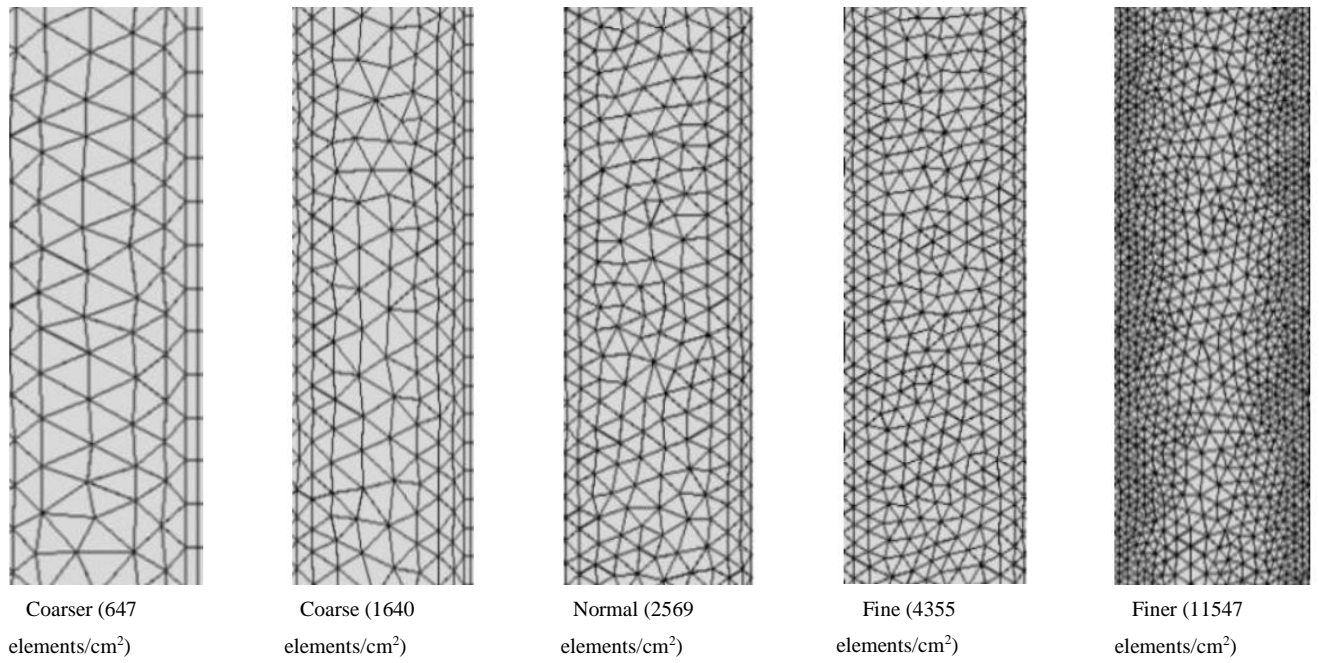 Coarser (647
elements/cm²)
Coarse (1640
elements/cm²)
Normal (2569
elements/cm²)
Fine (4355
elements/cm²)
Finer (11547
elements/cm²)